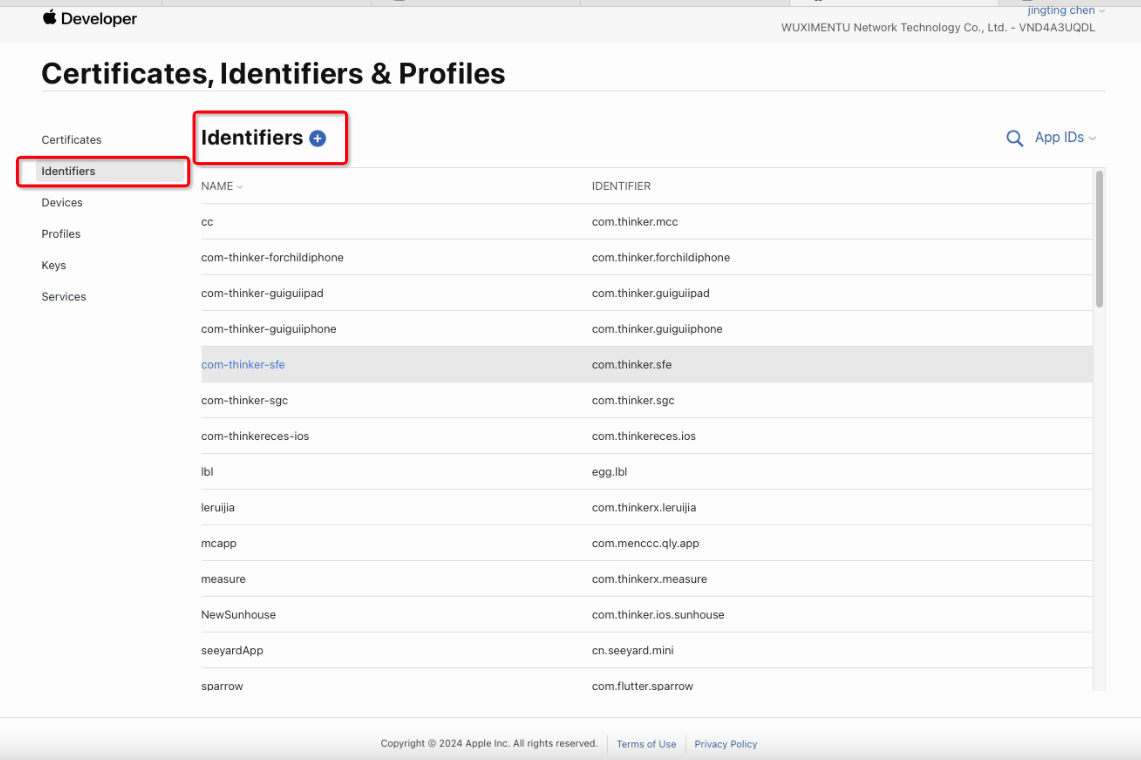 Developer
jingting chen
WUXIMENTU Network Technology Co., Ltd. - VND4A3UQDL
Certificates, Identifiers & Profiles
Certificates
Identifiers
Devices
Profiles
Keys
Services
Identifiers
App IDs
NAME IDENTIFIER
cc com.thinker.mcc
com-thinker-forchildiphone com.thinker.forchildiphone
com-thinker-guiguiipad com.thinker.guiguiipad
com-thinker-guiguiiphone com.thinker.guiguiiphone
com-thinker-sfe com.thinker.sfe
com-thinker-sgc com.thinker.sgc
com-thinkereces-ios com.thinkereces.ios
lbl egg.lbl
leruijia com.thinkerx.leruijia
mcapp com.menccc.qly.app
measure com.thinkerx.measure
NewSunhouse com.thinker.ios.sunhouse
seeyardApp cn.seeyard.mini
sparrow com.flutter.sparrow
Copyright © 2024 Apple Inc. All rights reserved. Terms of Use Privacy Policy